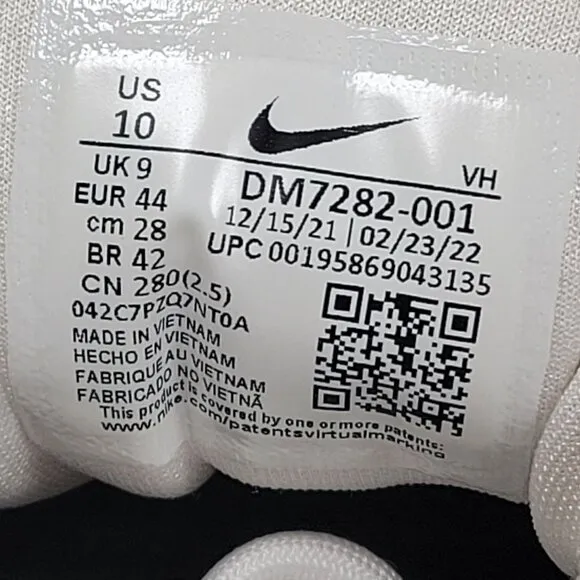 US
10
UK 9
EUR 44
cm 28
BR 42
CN 280(2.5)
042C7PZQ7NT0A
MADE IN VIETNAM
HECHO EN VIETNAM
FABRIQUE AU VIETNAM
FABRICADO NO VIETNÃ
This product is covered by one or more patents:
www.nike.com/patentsvirtualmarking
VH
DM7282-001
12/15/21 | 02/23/22
UPC 00195869043135